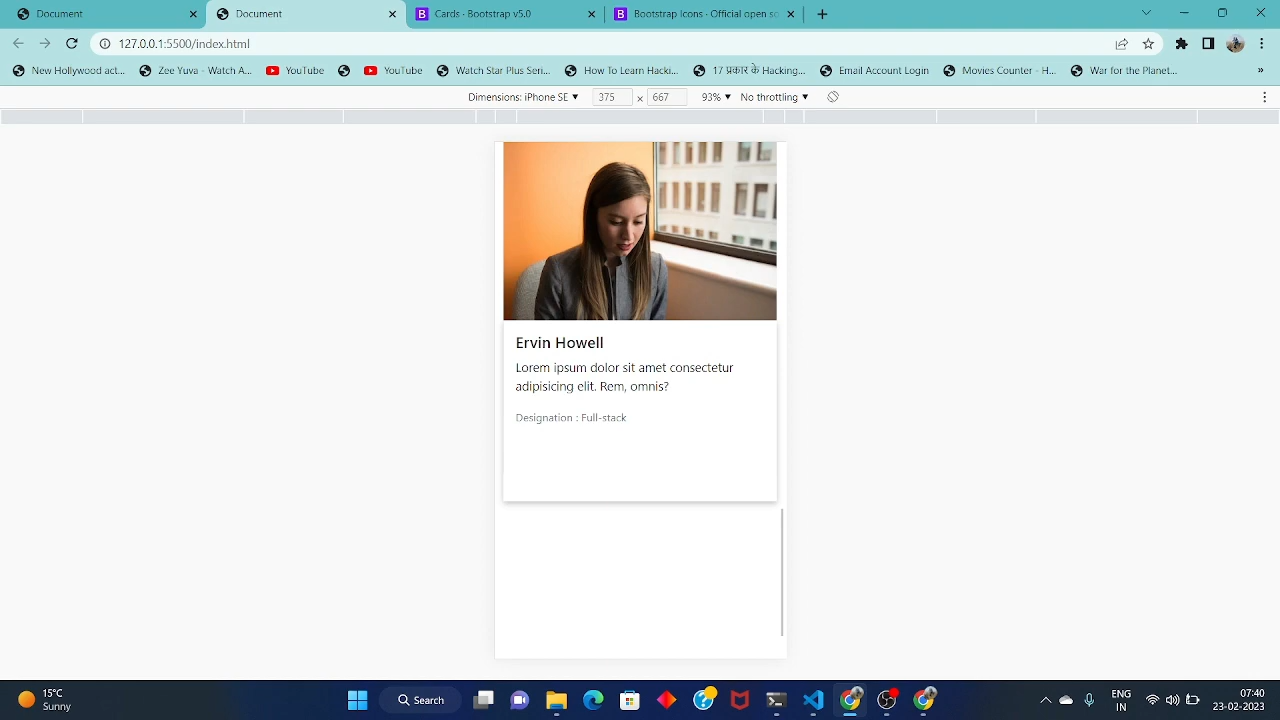 Document
Document
Cards · Bootstrap v5.0
Bootstrap Icons · Official open so
127.0.0.1:5500/index.html
New Hollywood act...
Zee Yuva - Watch A...
YouTube
YouTube
Watch Star Plus Seri...
How To Learn Hacki...
17 प्रकार के Hacking...
Email Account Login
Movies Counter - H...
War for the Planet...
»
Dimensions: iPhone SE
375 × 667
93%
No throttling
Ervin Howell
Lorem ipsum dolor sit amet consectetur
adipisicing elit. Rem, omnis?
Designation : Full-stack
15°C
Sunny
Search
ENG
IN
07:40
23-02-2023